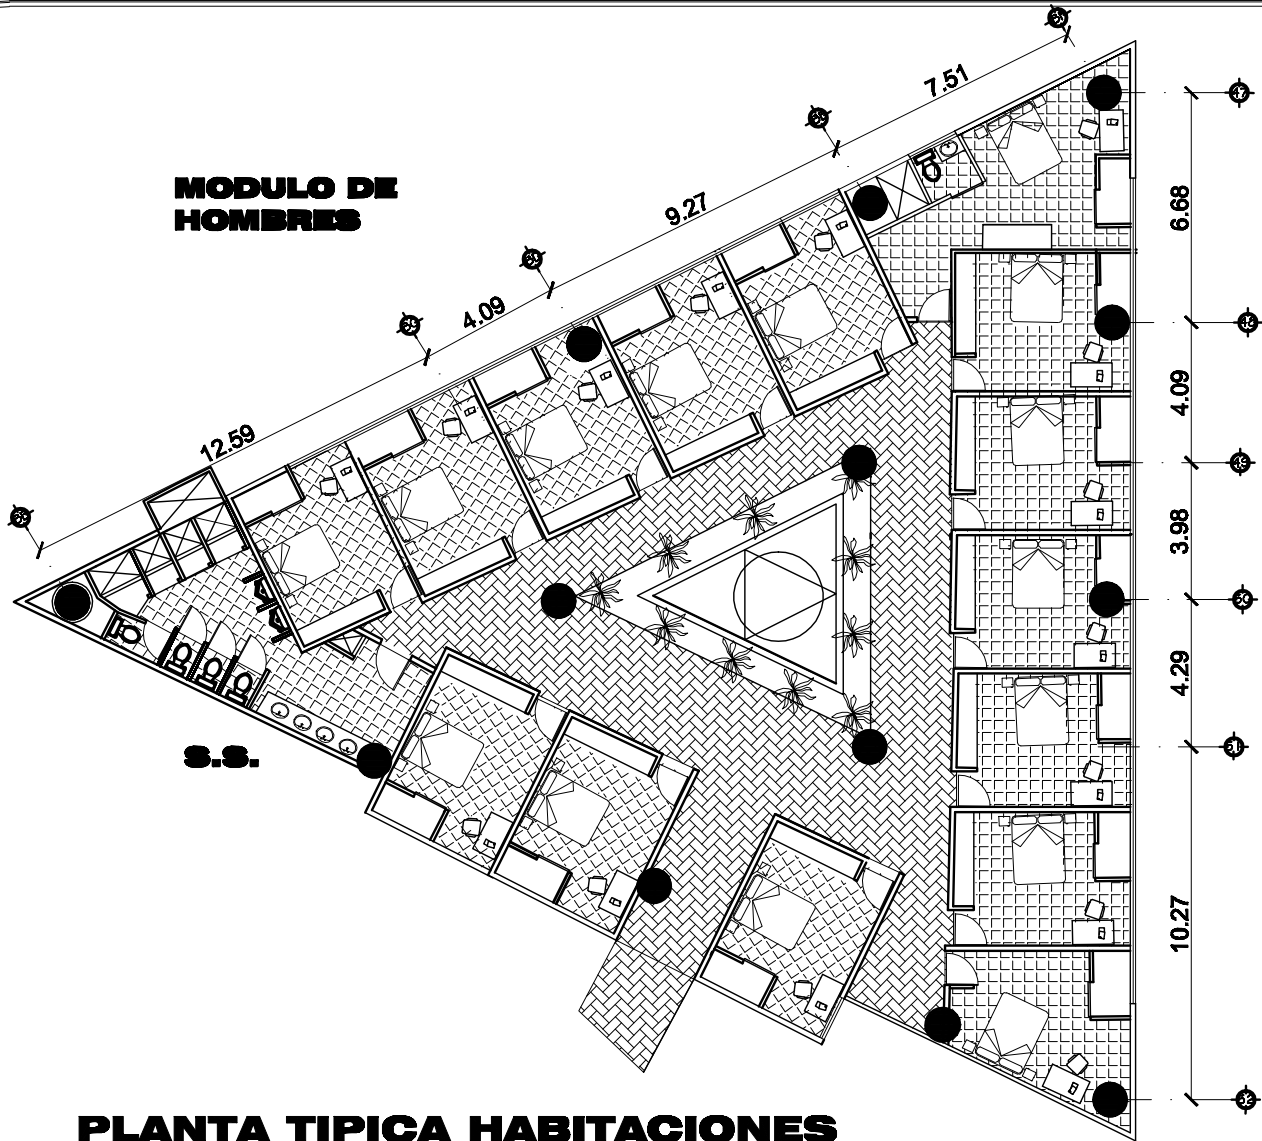 7.51
MODULO DE
HOMBRES
9.27
6.68
4.09
4.09
12.59
3.98
4.29
S.S.
10.27
PLANTA TIPICA HABITACIONES